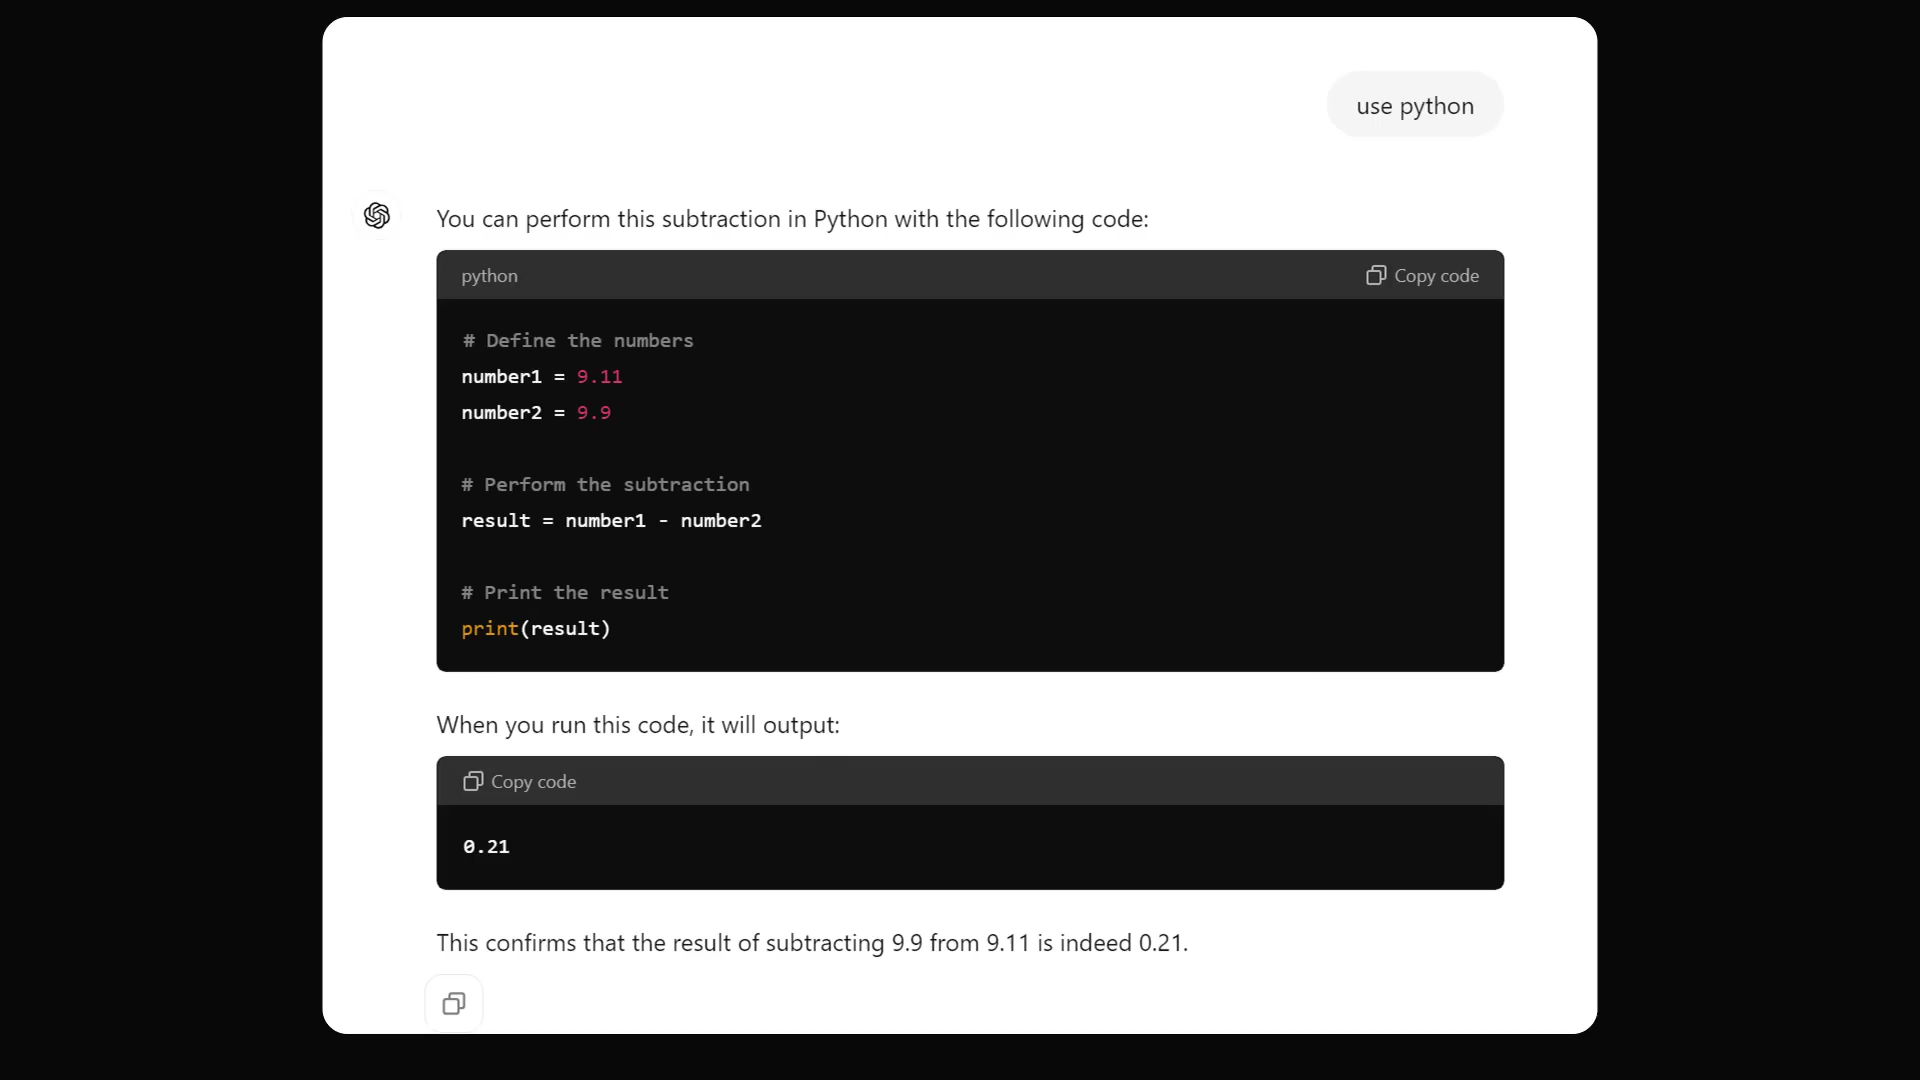 use python
You can perform this subtraction in Python with the following code:
python
Copy code
# Define the numbers
number1 = 9.11
number2 = 9.9
# Perform the subtraction
result = number1 - number2
# Print the result
print(result)
When you run this code, it will output:
Copy code
0.21
This confirms that the result of subtracting 9.9 from 9.11 is indeed 0.21.